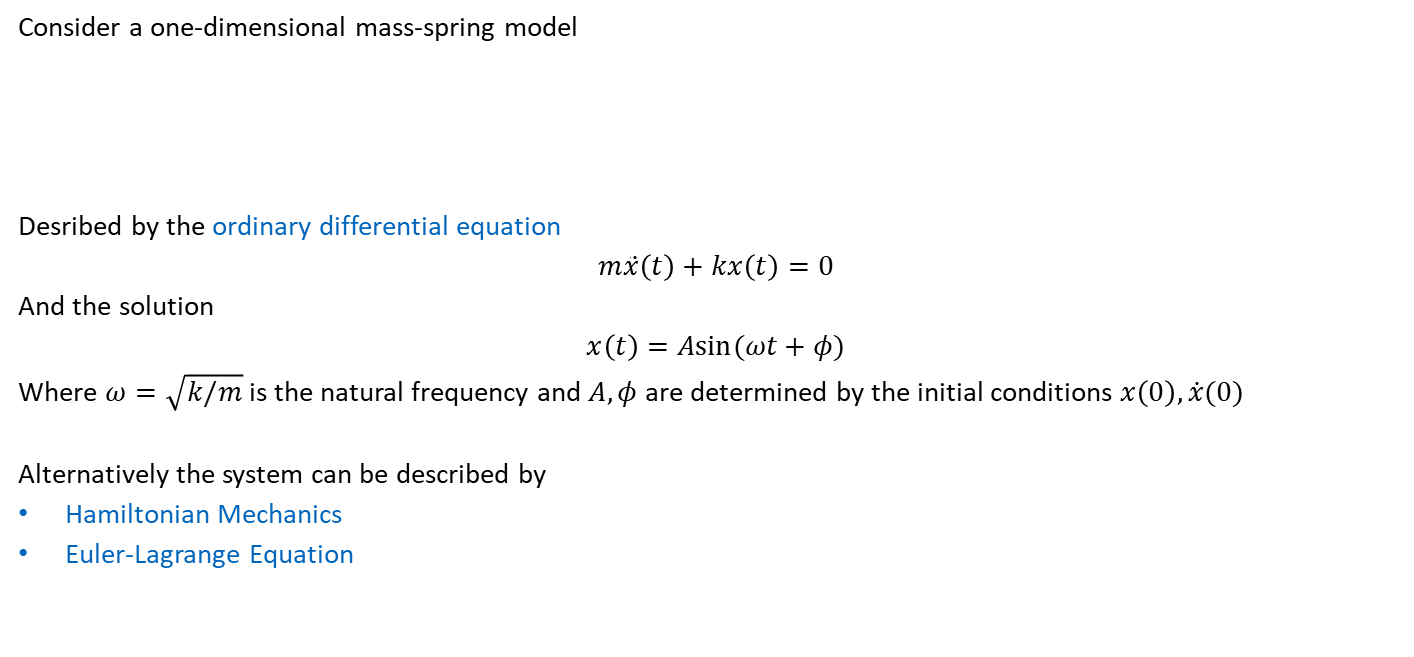 Consider a one-dimensional mass-spring model
Desribed by the ordinary differential equation
mẍ(t) + kx(t) = 0
And the solution
x(t) = Asin(ωt + ϕ)
Where ω = √k/m is the natural frequency and A, ϕ are determined by the initial conditions x(0), ẋ(0)
Alternatively the system can be described by
• Hamiltonian Mechanics
• Euler-Lagrange Equation